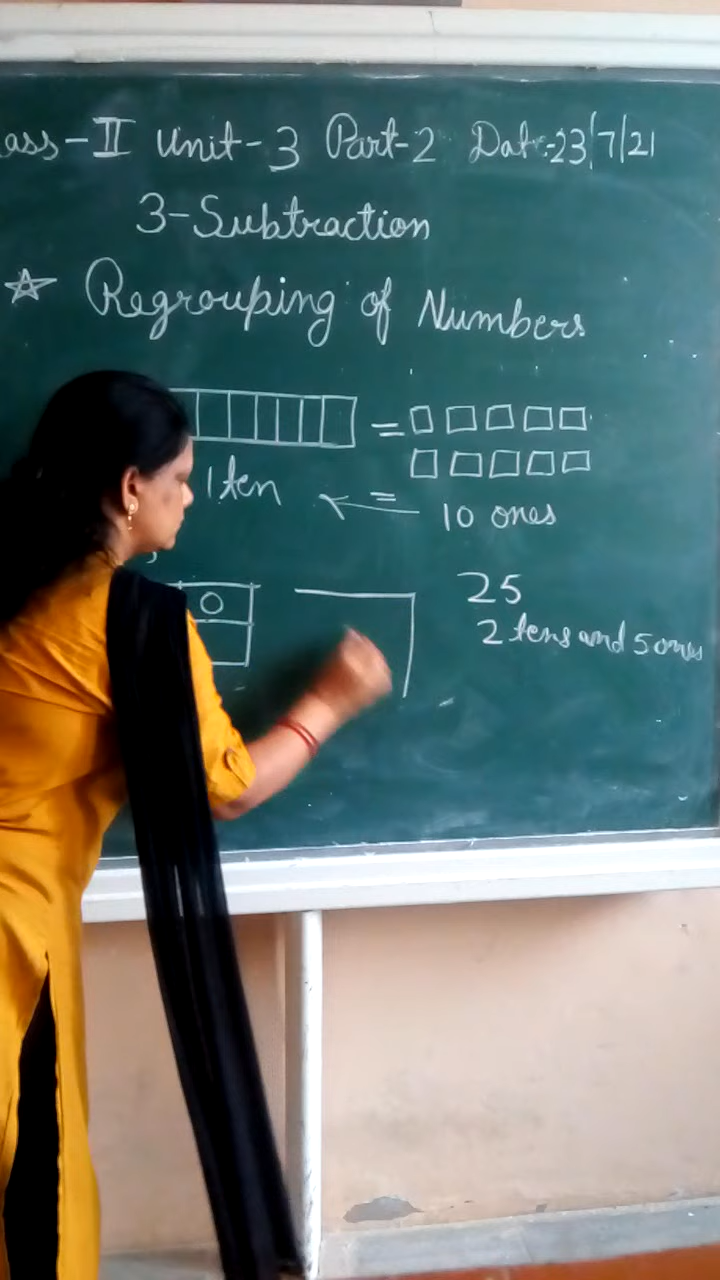 ass-II Unit-3 Part-2 Dat:-23/7/21
3-Subtraction
☆ Regrouping of Numbers
=
1 ten = 10 ones
O
25
2 tens and 5 ones